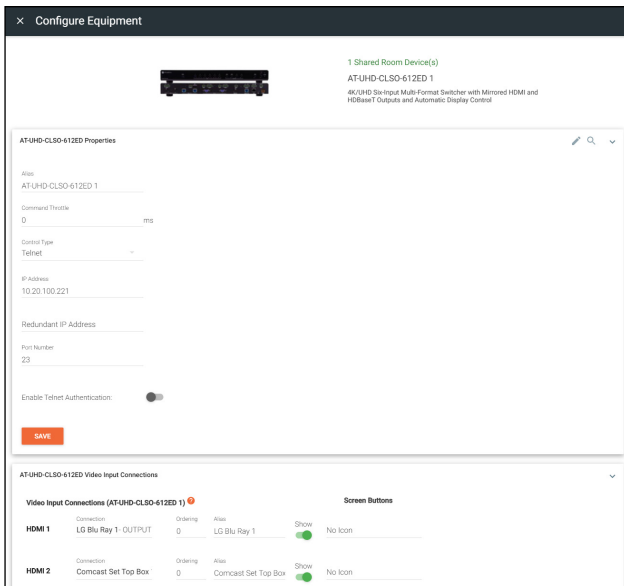 × Configure Equipment
1 Shared Room Device(s)
AT-UHD-CLSO-612ED 1
4K/UHD Six-Input Multi-Format Switcher with Mirrored HDMI and
HDBaseT Outputs and Automatic Display Control
AT-UHD-CLSO-612ED Properties
Alias
AT-UHD-CLSO-612ED 1
Command Throttle
0 ms
Control Type
Telnet
IP Address
10.20.100.221
Redundant IP Address
Port Number
23
Enable Telnet Authentication:
SAVE
AT-UHD-CLSO-612ED Video Input Connections
Video Input Connections (AT-UHD-CLSO-612ED 1) ? Screen Buttons
Connection Ordering Alias Show
HDMI 1 LG Blu Ray 1- OUTPUT 0 LG Blu Ray 1 No Icon
Connection Ordering Alias Show
HDMI 2 Comcast Set Top Box 0 Comcast Set Top Box No Icon